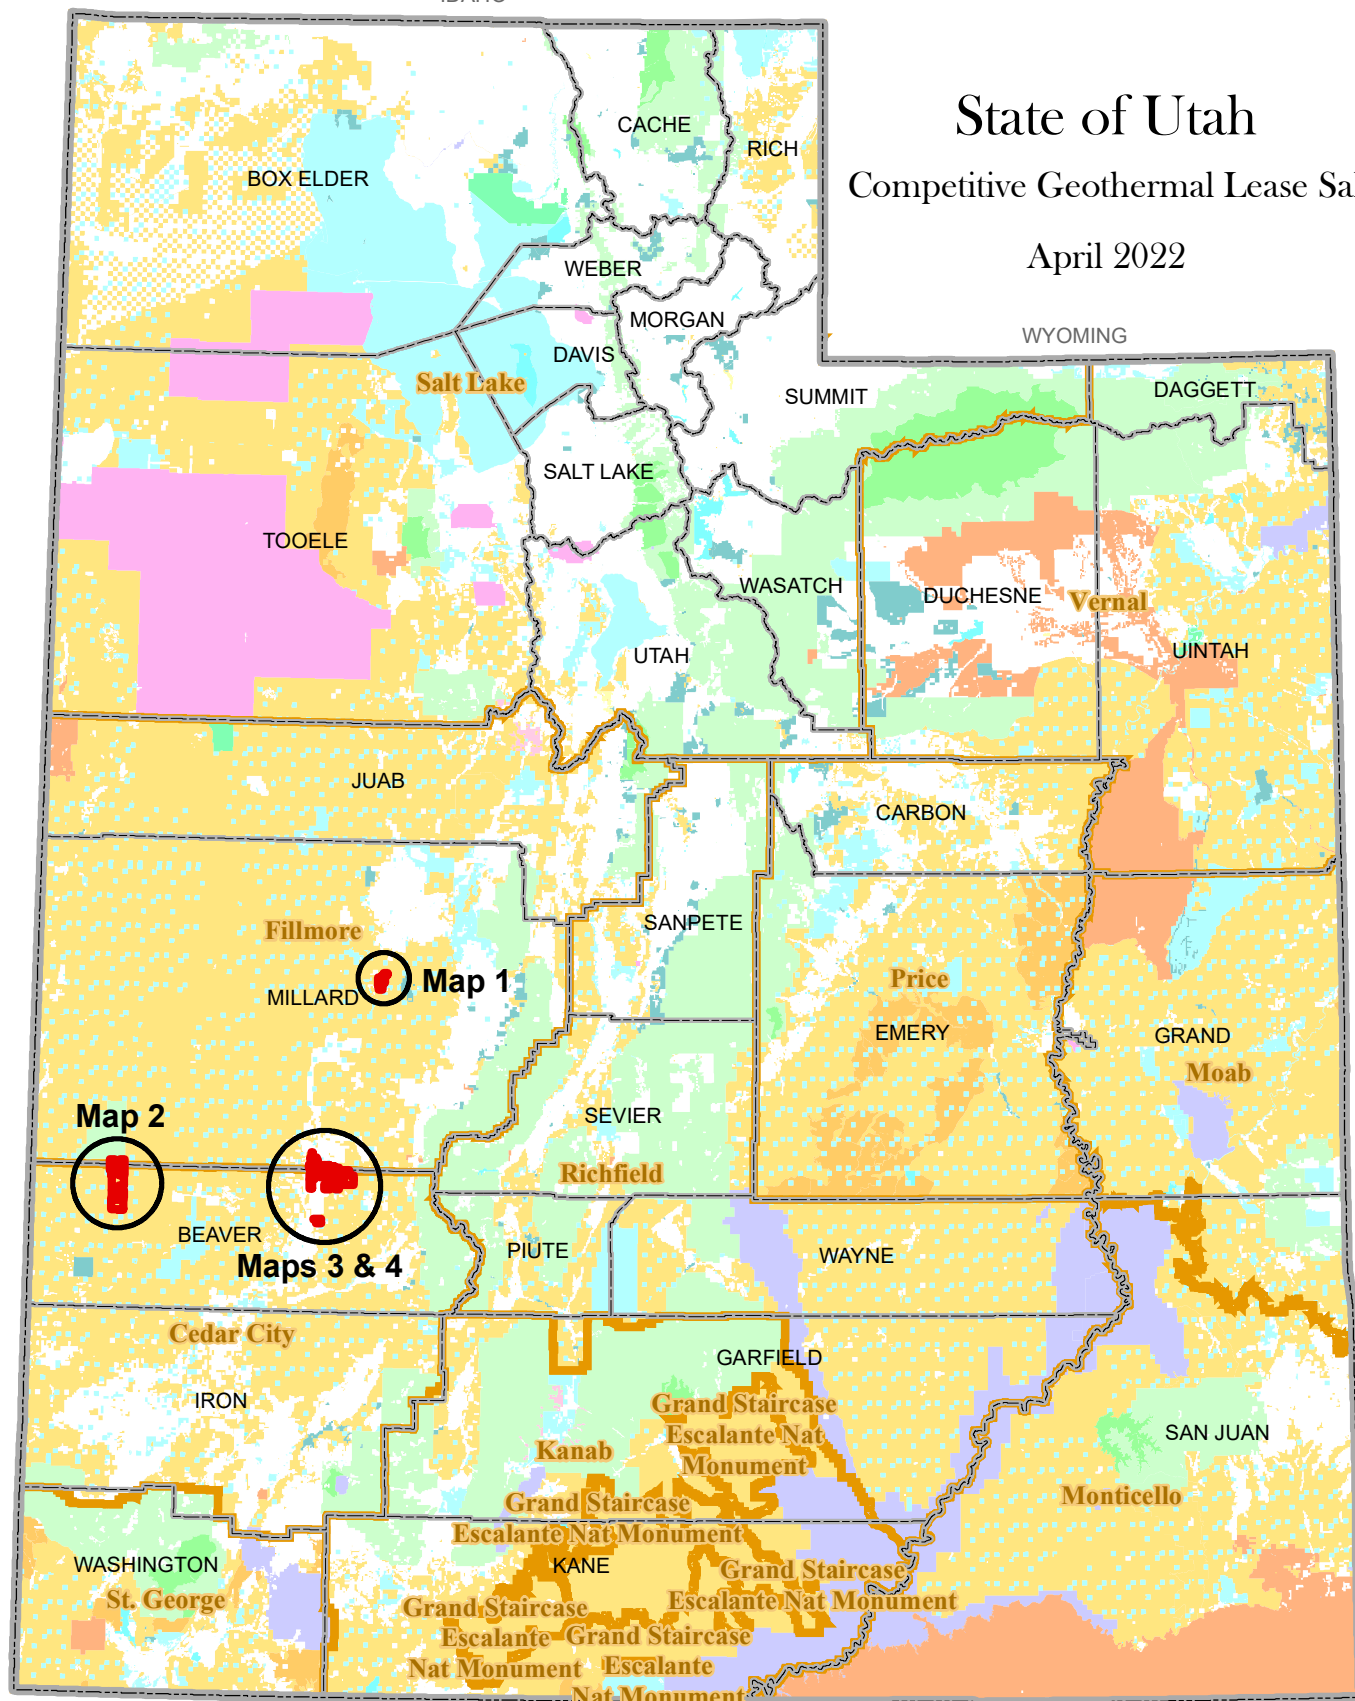 IDAHO
State of Utah
Competitive Geothermal Lease Sal
April 2022
WYOMING
CACHE
RICH
BOX ELDER
WEBER
MORGAN
DAVIS
Salt Lake
SUMMIT
DAGGETT
SALT LAKE
TOOELE
WASATCH
DUCHESNE
Vernal
UTAH
UINTAH
JUAB
CARBON
Fillmore
SANPETE
Map 1
MILLARD
Price
EMERY
GRAND
Moab
Map 2
SEVIER
Richfield
BEAVER
PIUTE
WAYNE
Maps 3 & 4
Cedar City
GARFIELD
IRON
Grand Staircase
Escalante Nat
Monument
SAN JUAN
Kanab
Monticello
Grand Staircase
Escalante Nat Monument
WASHINGTON
KANE
Grand Staircase
Escalante Nat Monument
St. George
Grand Staircase
Escalante
Nat Monument
Grand Staircase
Escalante
Nat Monument